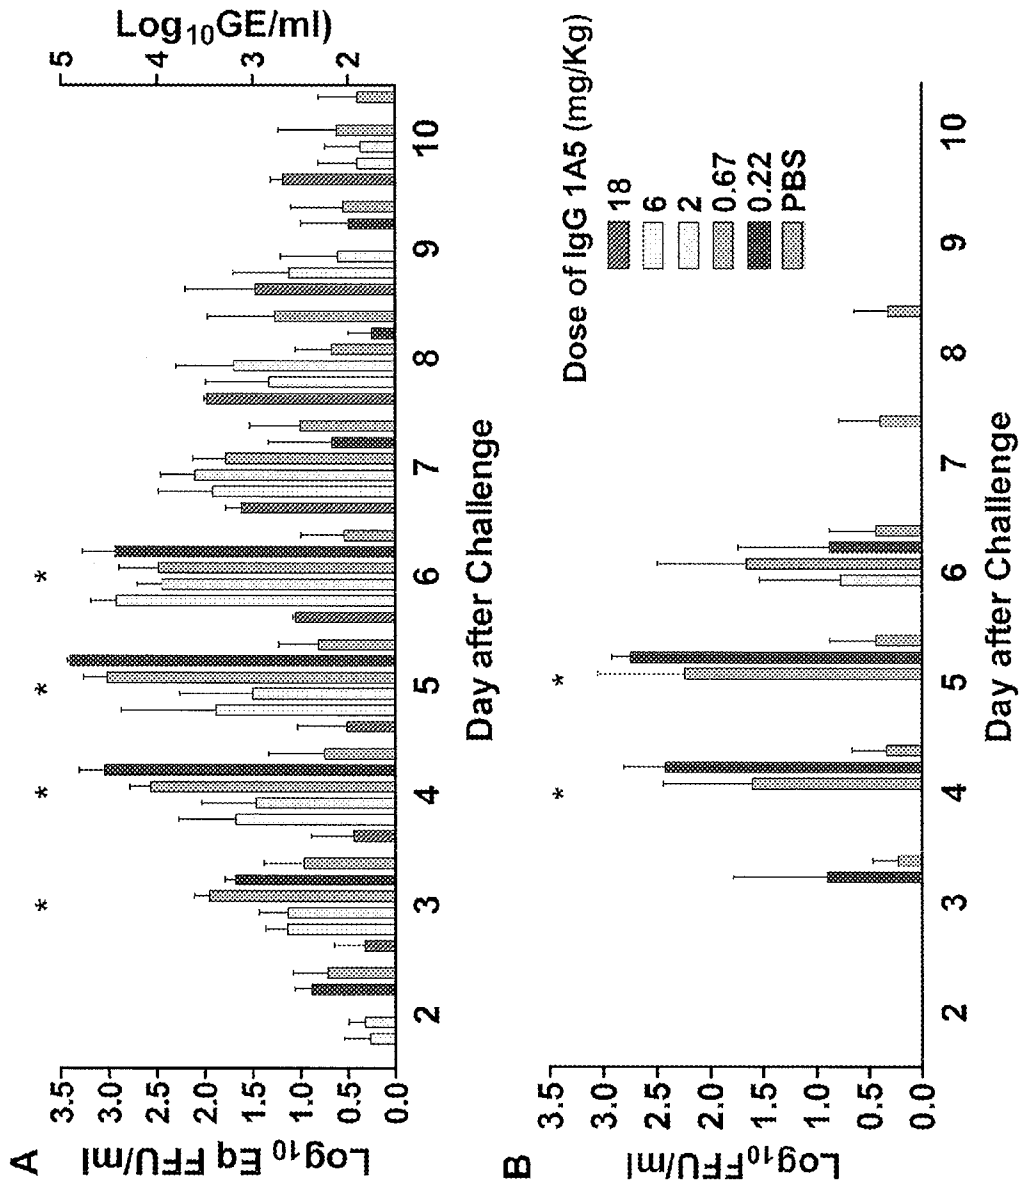 A
Log10 Eq FFU/ml
3.5
3.0
2.5
2.0
1.5
1.0
0.5
0.0
Log10GE/ml)
5
4
3
2
* * * *
2 3 4 5 6 7 8 9 10
Day after Challenge
B
Log10FFU/ml
3.5
3.0
2.5
2.0
1.5
1.0
0.5
0.0
* *
Dose of IgG 1A5 (mg/Kg)
18
6
2
0.67
0.22
PBS
2 3 4 5 6 7 8 9 10
Day after Challenge